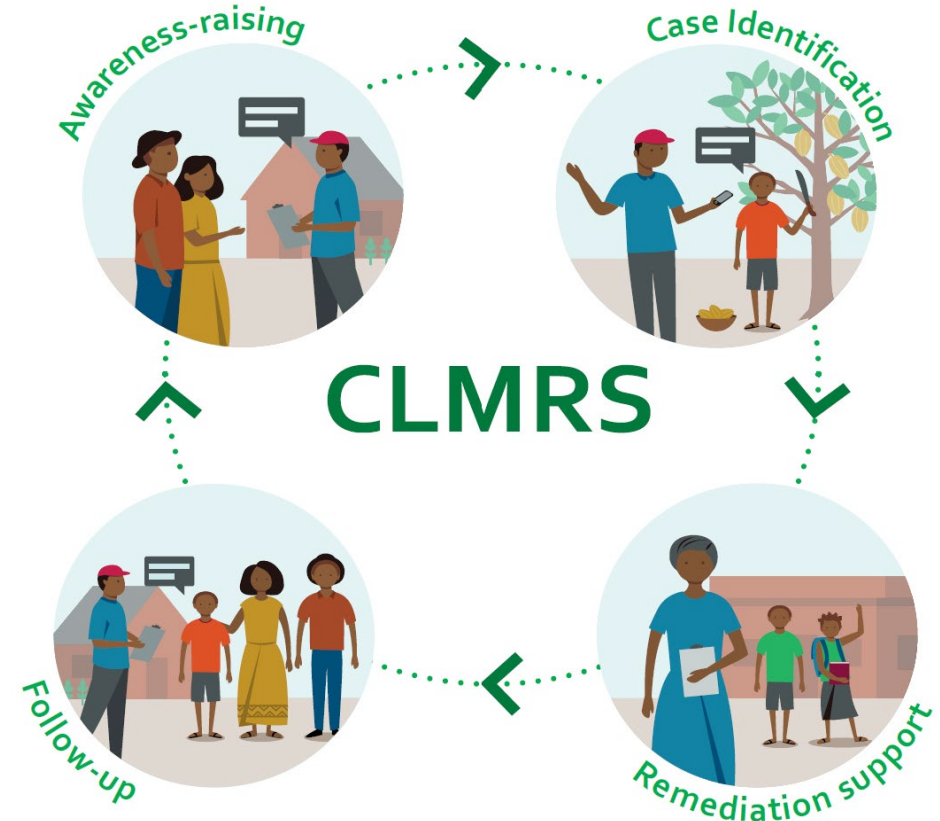 Awareness-raising
Case Identification
CLMRS
Follow-up
Remediation support